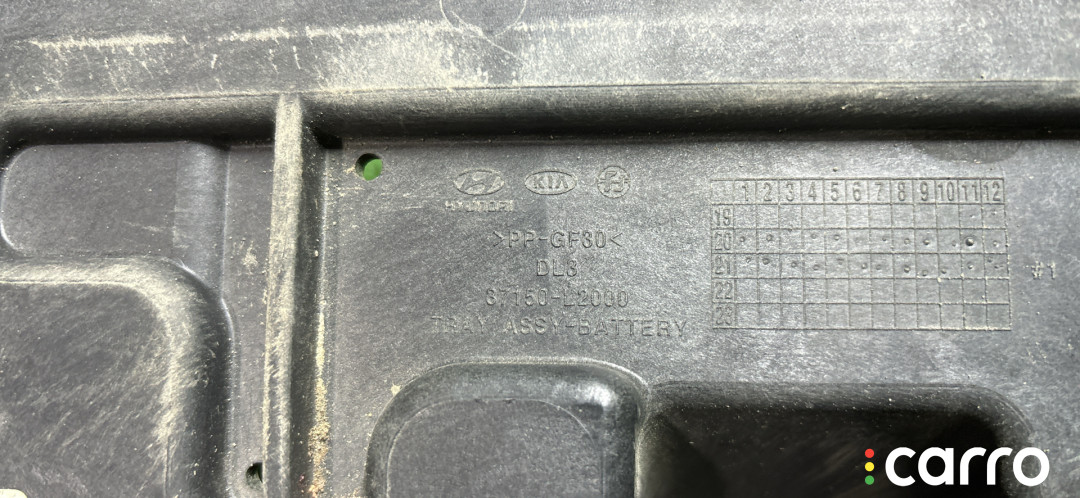 HYUNDAI KIA
>PP-GF30<
DL3
37150-L2000
TRAY ASSY-BATTERY
1 2 3 4 5 6 7 8 9 10 11 12
19
20
21
22
23
#1
carro